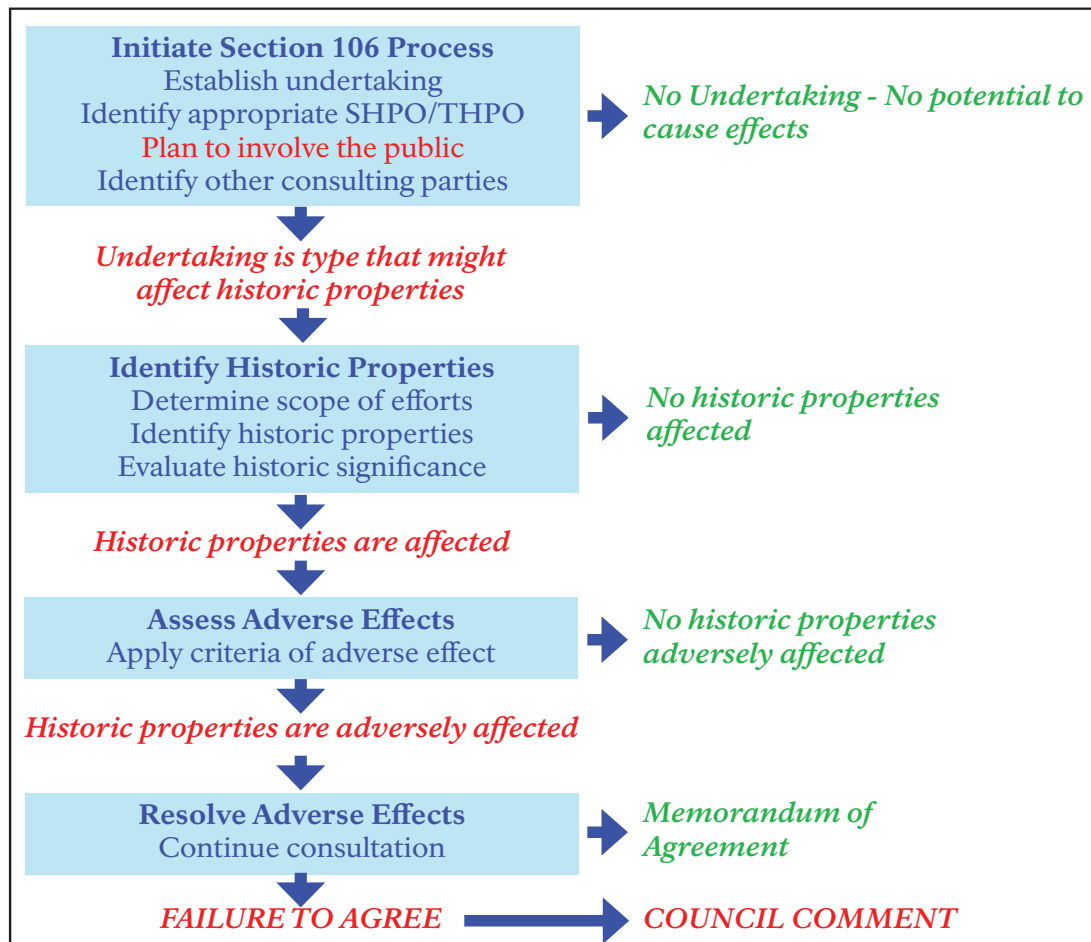 Initiate Section 106 Process
Establish undertaking
Identify appropriate SHPO/THPO
Plan to involve the public
Identify other consulting parties
No Undertaking - No potential to
cause effects
Undertaking is type that might
affect historic properties
Identify Historic Properties
Determine scope of efforts
Identify historic properties
Evaluate historic significance
No historic properties
affected
Historic properties are affected
Assess Adverse Effects
Apply criteria of adverse effect
No historic properties
adversely affected
Historic properties are adversely affected
Resolve Adverse Effects
Continue consultation
Memorandum of
Agreement
FAILURE TO AGREE
COUNCIL COMMENT